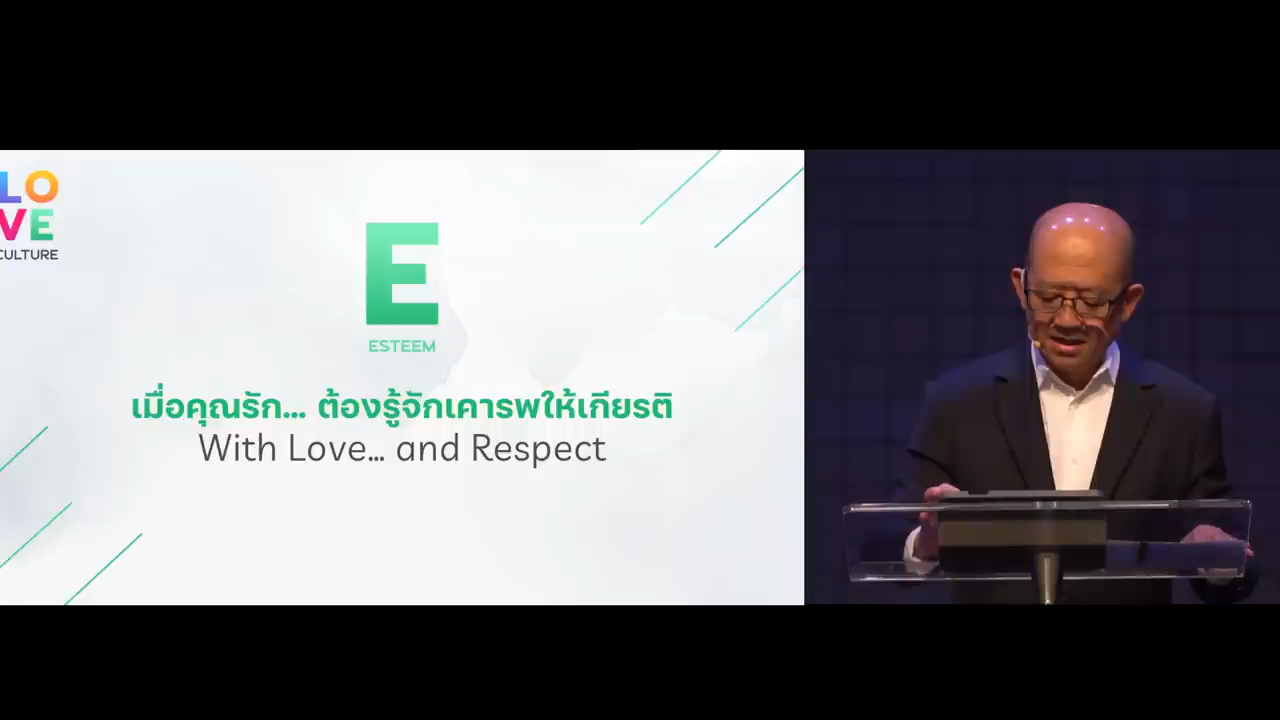 LO
VE
CULTURE
E
ESTEEM
เมื่อคุณรัก... ต้องรู้จักเคารพให้เกียรติ
With Love... and Respect